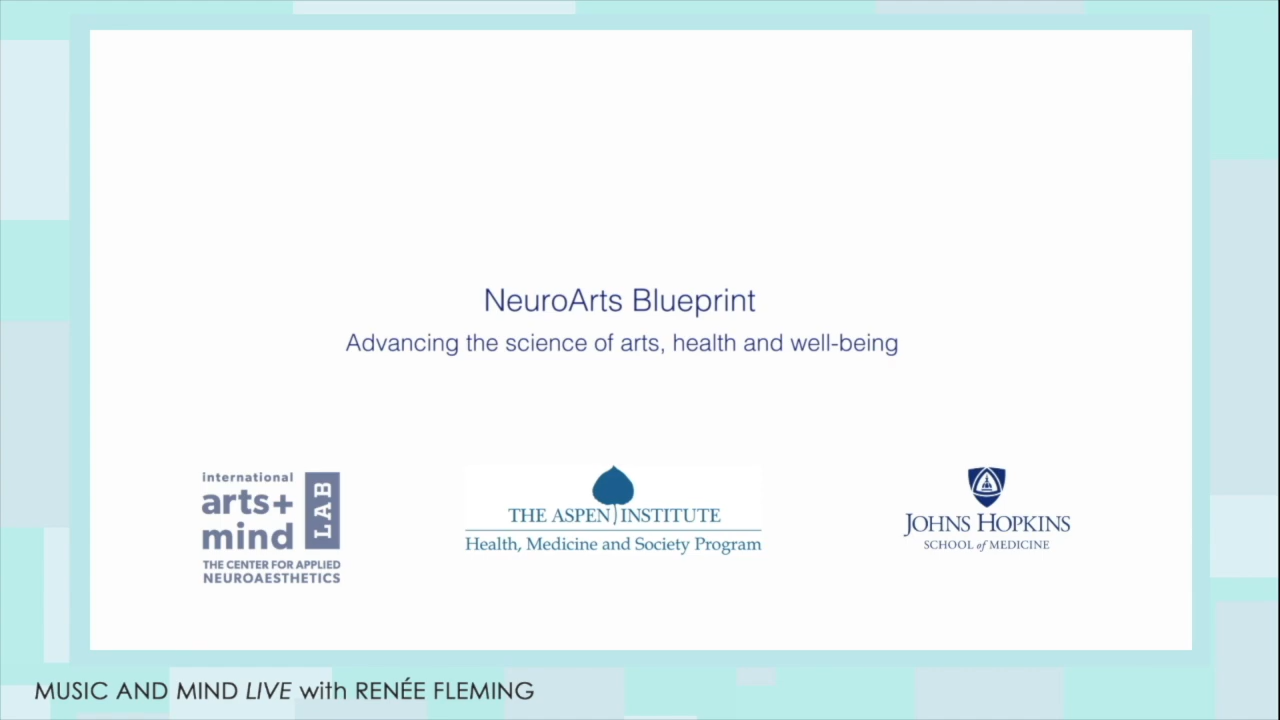 NeuroArts Blueprint
Advancing the science of arts, health and well-being
international
arts+
mind
LAB
THE CENTER FOR APPLIED
NEUROAESTHETICS
THE ASPEN INSTITUTE
Health, Medicine and Society Program
JOHNS HOPKINS
SCHOOL of MEDICINE
MUSIC AND MIND LIVE with RENÉE FLEMING